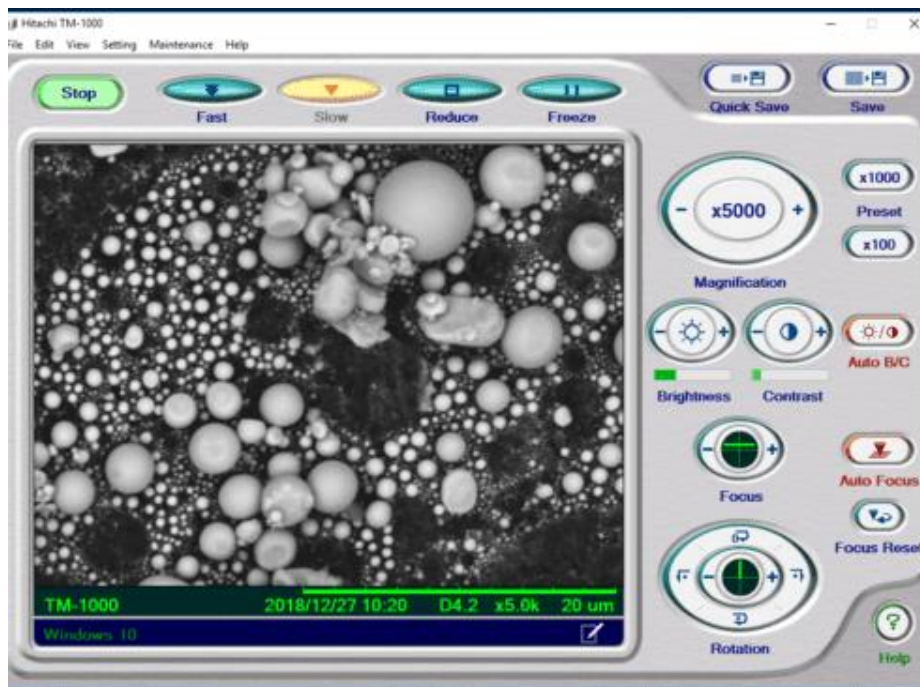 Hitachi TM-1000
File Edit View Setting Maintenance Help
Stop
Fast
Slow
Reduce
Freeze
Quick Save
Save
x5000
Magnification
x1000
Preset
x100
Brightness
Contrast
Auto B/C
Focus
Auto Focus
Focus Reset
Rotation
Help
TM-1000 2018/12/27 10:20 D4.2 x5.0k 20 um
Windows 10